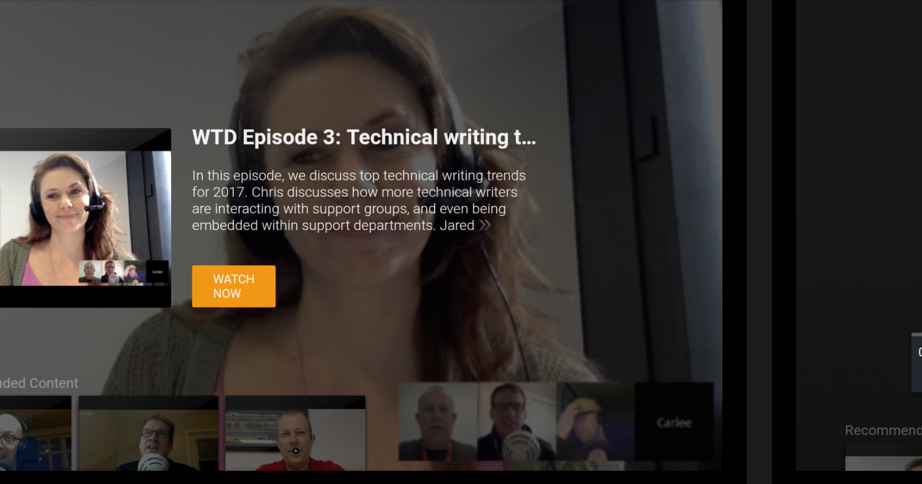 WTD Episode 3: Technical writing t...
In this episode, we discuss top technical writing trends
for 2017. Chris discusses how more technical writers
are interacting with support groups, and even being
embedded within support departments. Jared »
WATCH
NOW
nded Content
Carlee
Carlee
Recommenc